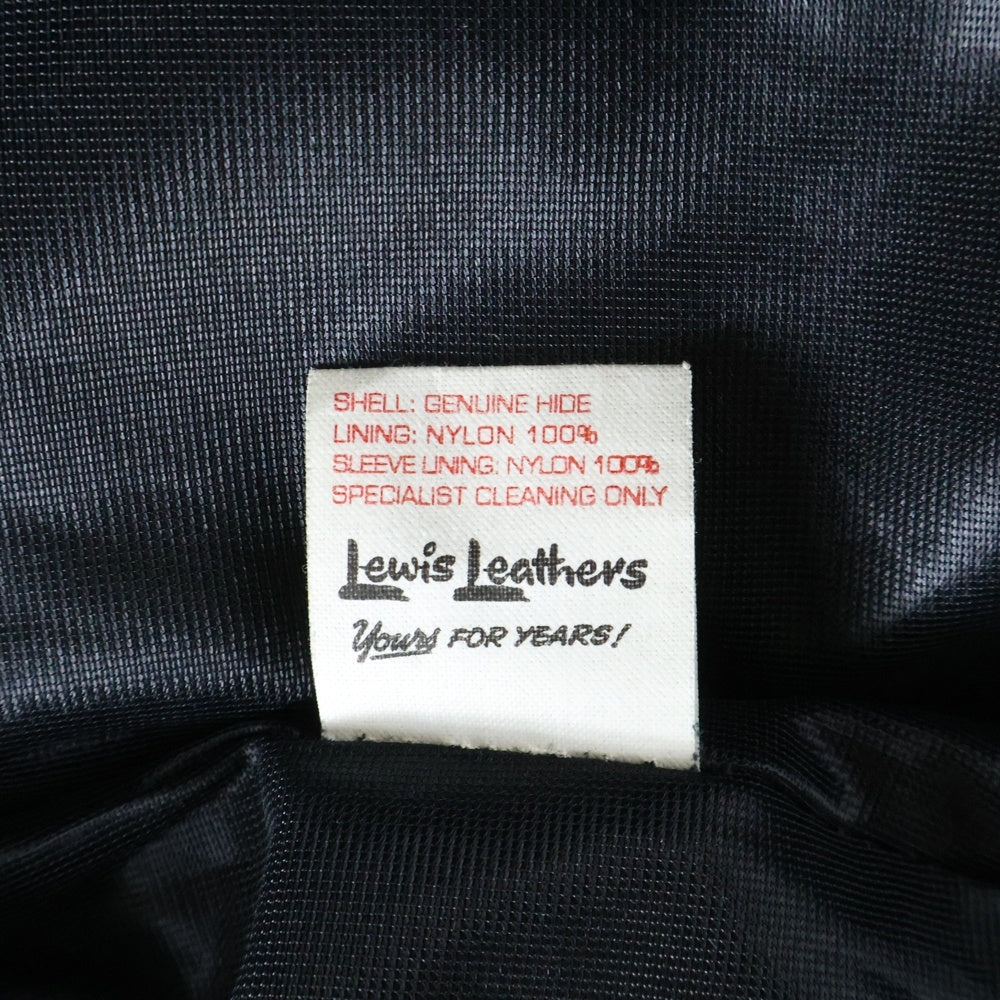 SHELL: GENUINE HIDE
LINING: NYLON 100%
SLEEVE LINING: NYLON 100%
SPECIALIST CLEANING ONLY
Lewis Leathers
Yours FOR YEARS!